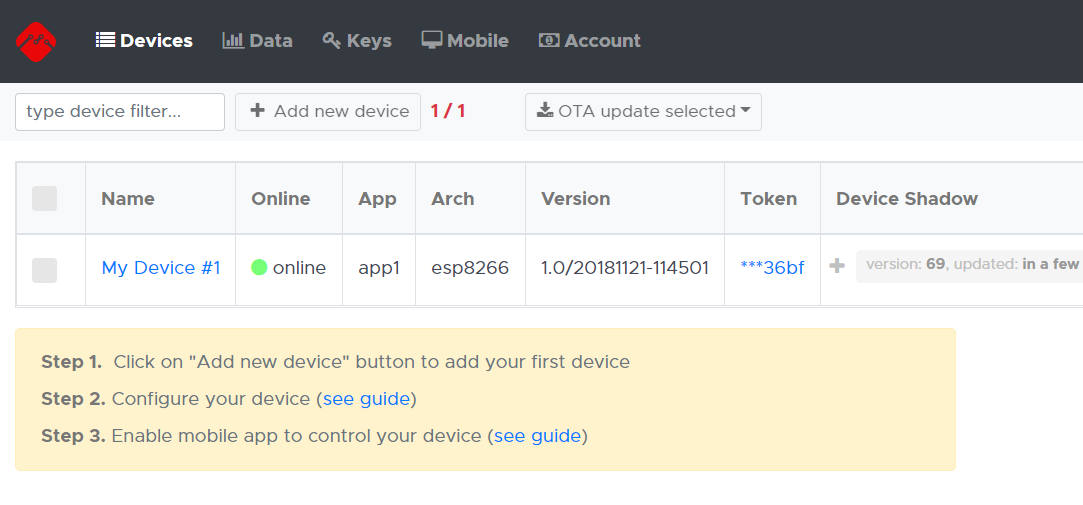 Devices Data Keys Mobile Account
type device filter... Add new device 1 / 1 OTA update selected
Name Online App Arch Version Token Device Shadow
My Device #1 online app1 esp8266 1.0/20181121-114501 ***36bf version: 69, updated: in a few
Step 1. Click on "Add new device" button to add your first device
Step 2. Configure your device (see guide)
Step 3. Enable mobile app to control your device (see guide)